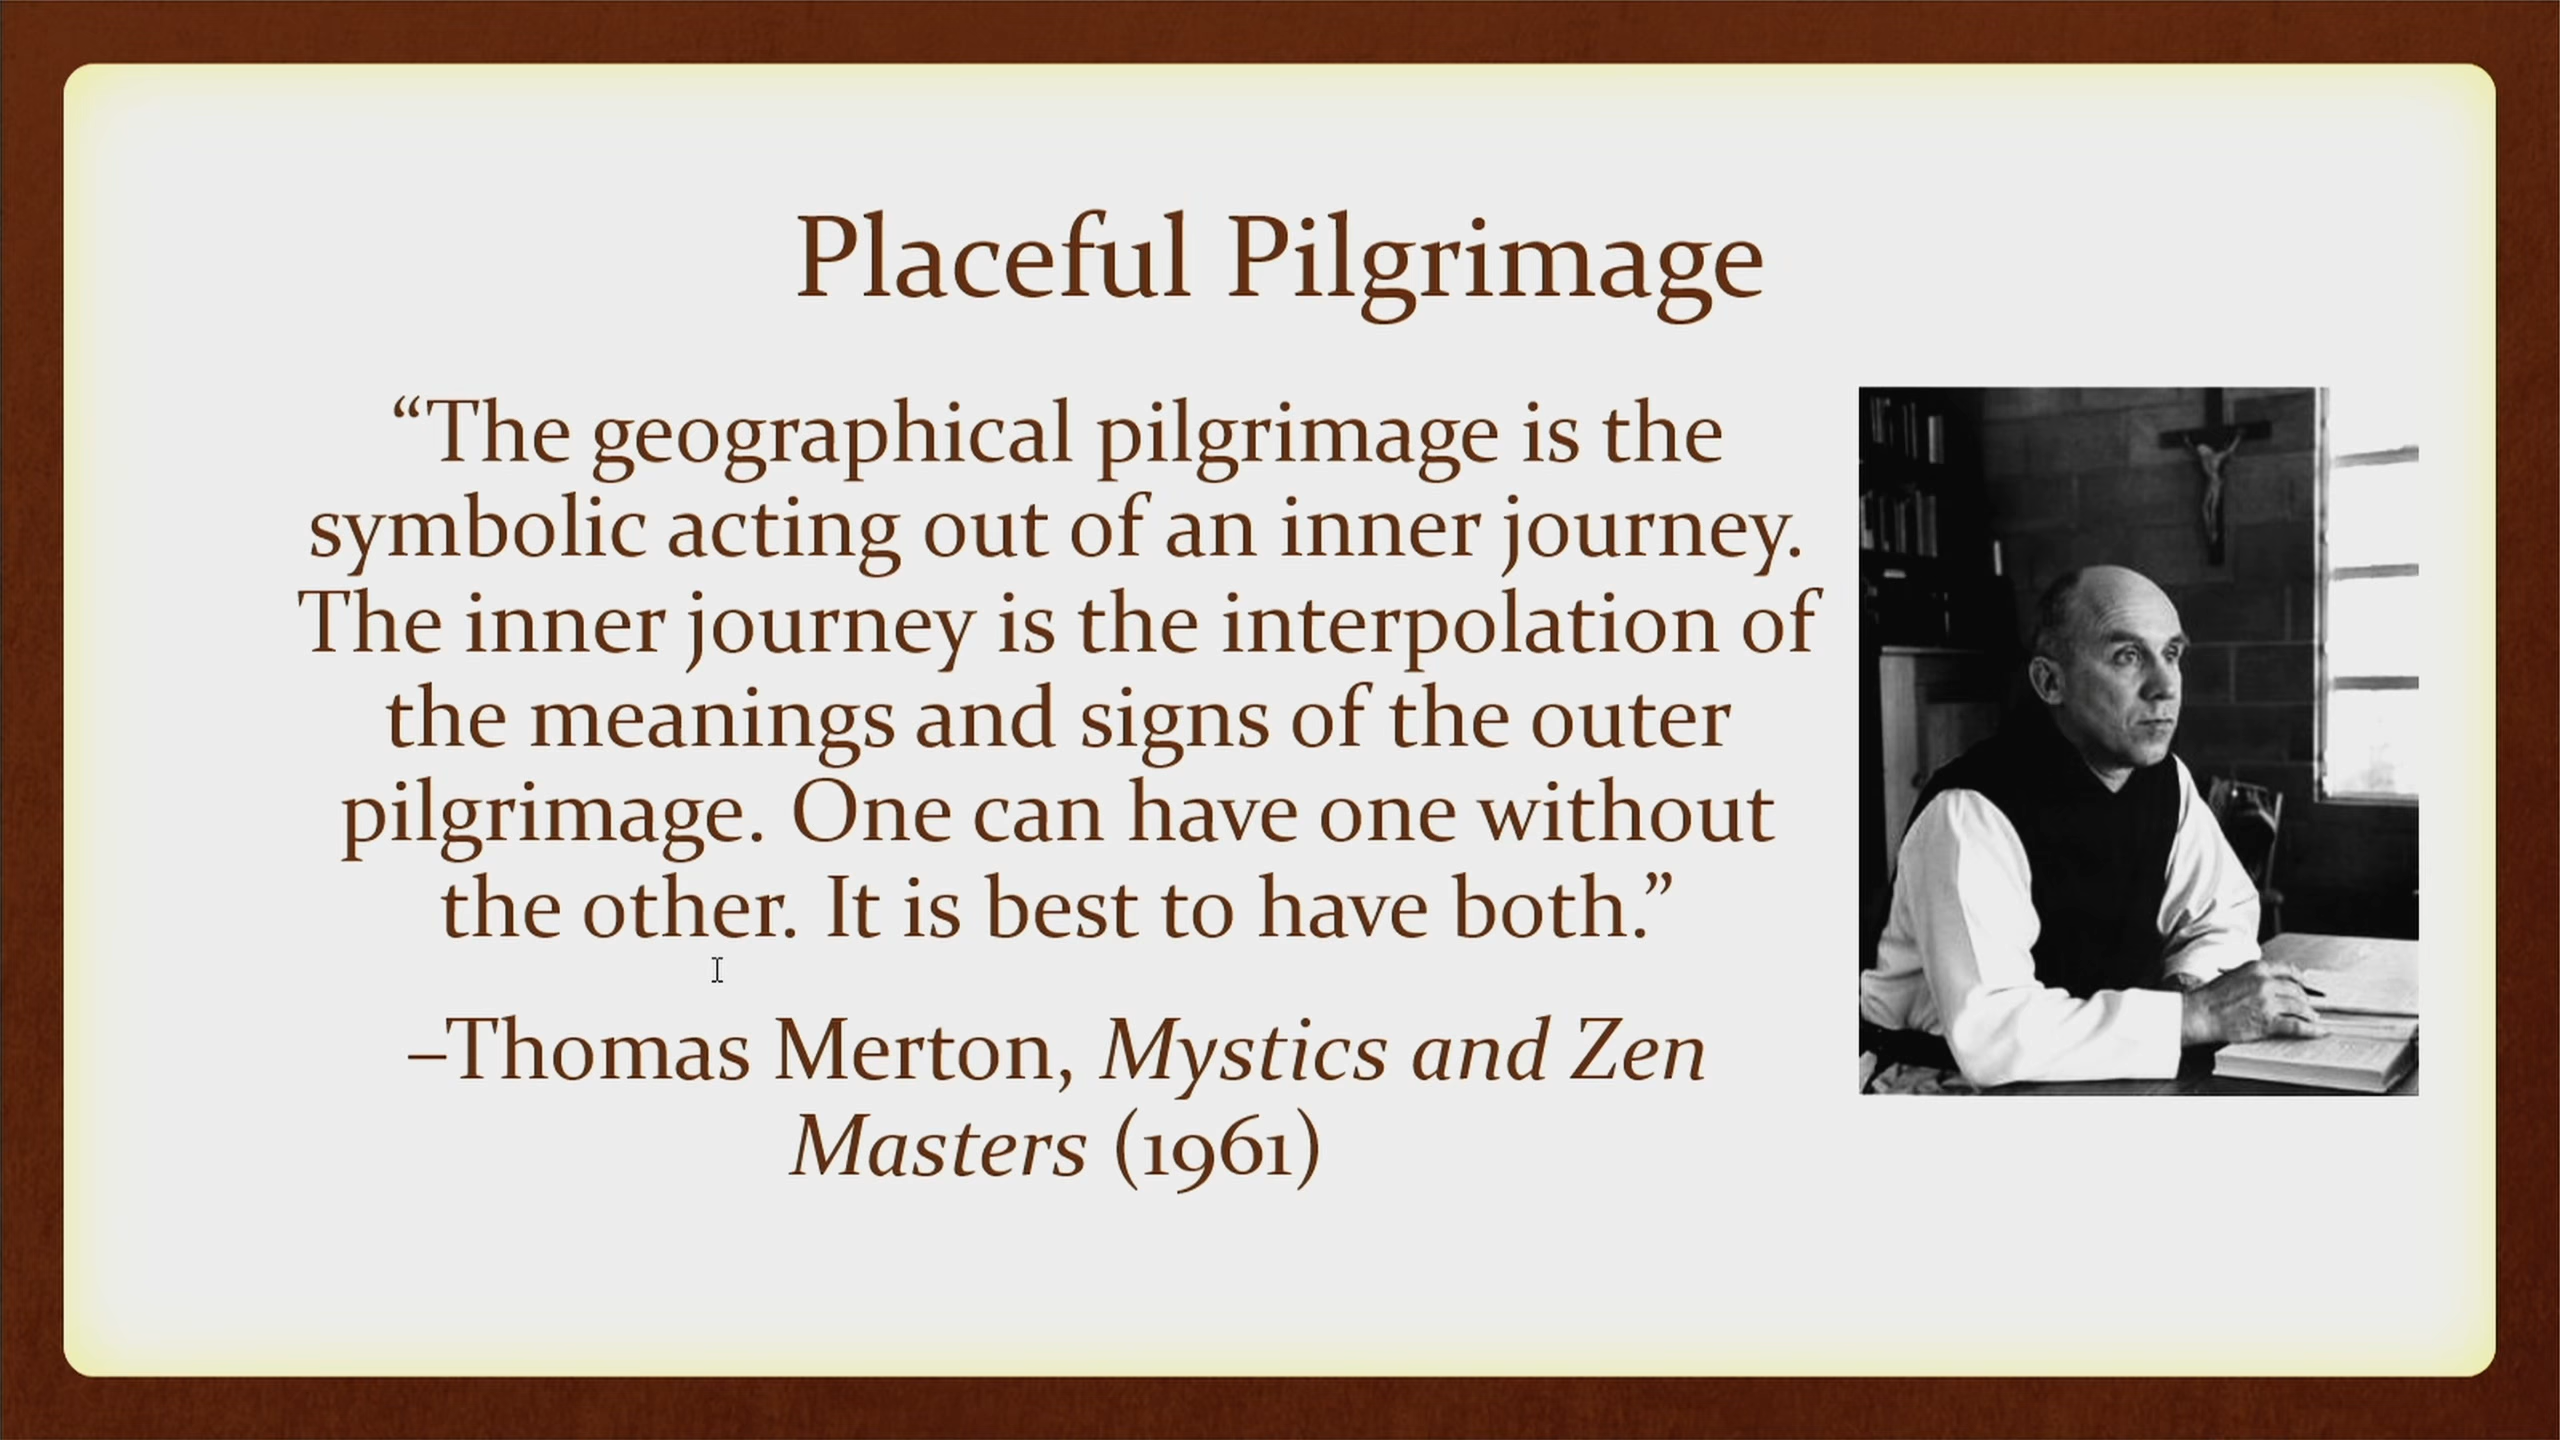 Placeful Pilgrimage
“The geographical pilgrimage is the
symbolic acting out of an inner journey.
The inner journey is the interpolation of
the meanings and signs of the outer
pilgrimage. One can have one without
the other. It is best to have both.”
–Thomas Merton, Mystics and Zen
Masters (1961)